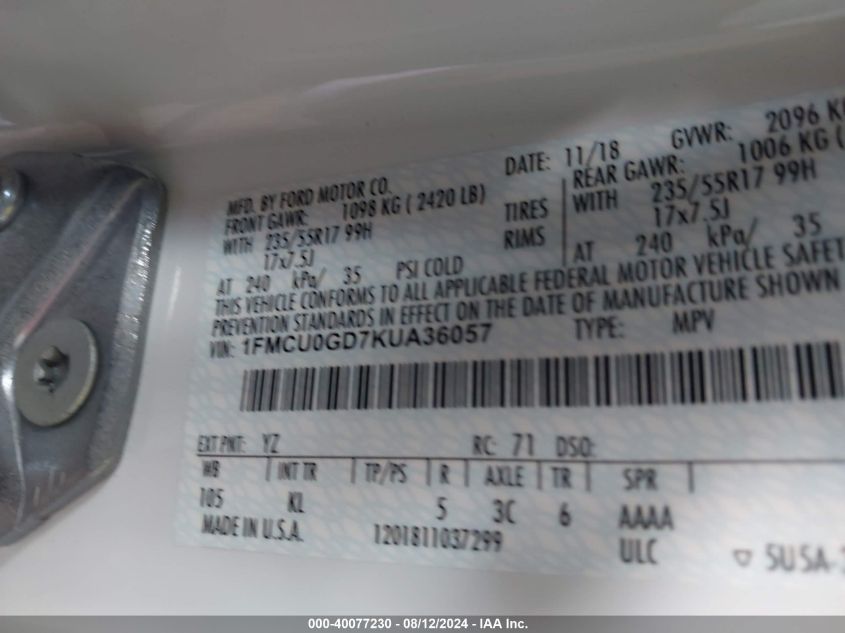 MFD. BY FORD MOTOR CO. DATE: 11/18 GVWR: 2096 K
FRONT GAWR: 1098 KG ( 2420 LB) REAR GAWR: 1006 KG (
WITH 235/55R17 99H TIRES WITH 235/55R17 99H
17x7.5J RIMS 17x7.5J
AT 240 kPa/ 35 PSI COLD AT 240 kPa/ 35
THIS VEHICLE CONFORMS TO ALL APPLICABLE FEDERAL MOTOR VEHICLE SAFET
PREVENTION STANDARDS IN EFFECT ON THE DATE OF MANUFACTURE SHOWN
VIN: 1FMCU0GD7KUA36057 TYPE: MPV
EXT PNT: YZ RC: 71 DSO:
WB | INT TR | TP/PS | R | AXLE | TR | SPR |
105 KL 5 3C 6 AAAA
MADE IN U.S.A. 1201811037299 ULC ▽ SUSA-
000-40077230 - 08/12/2024 - IAA Inc.